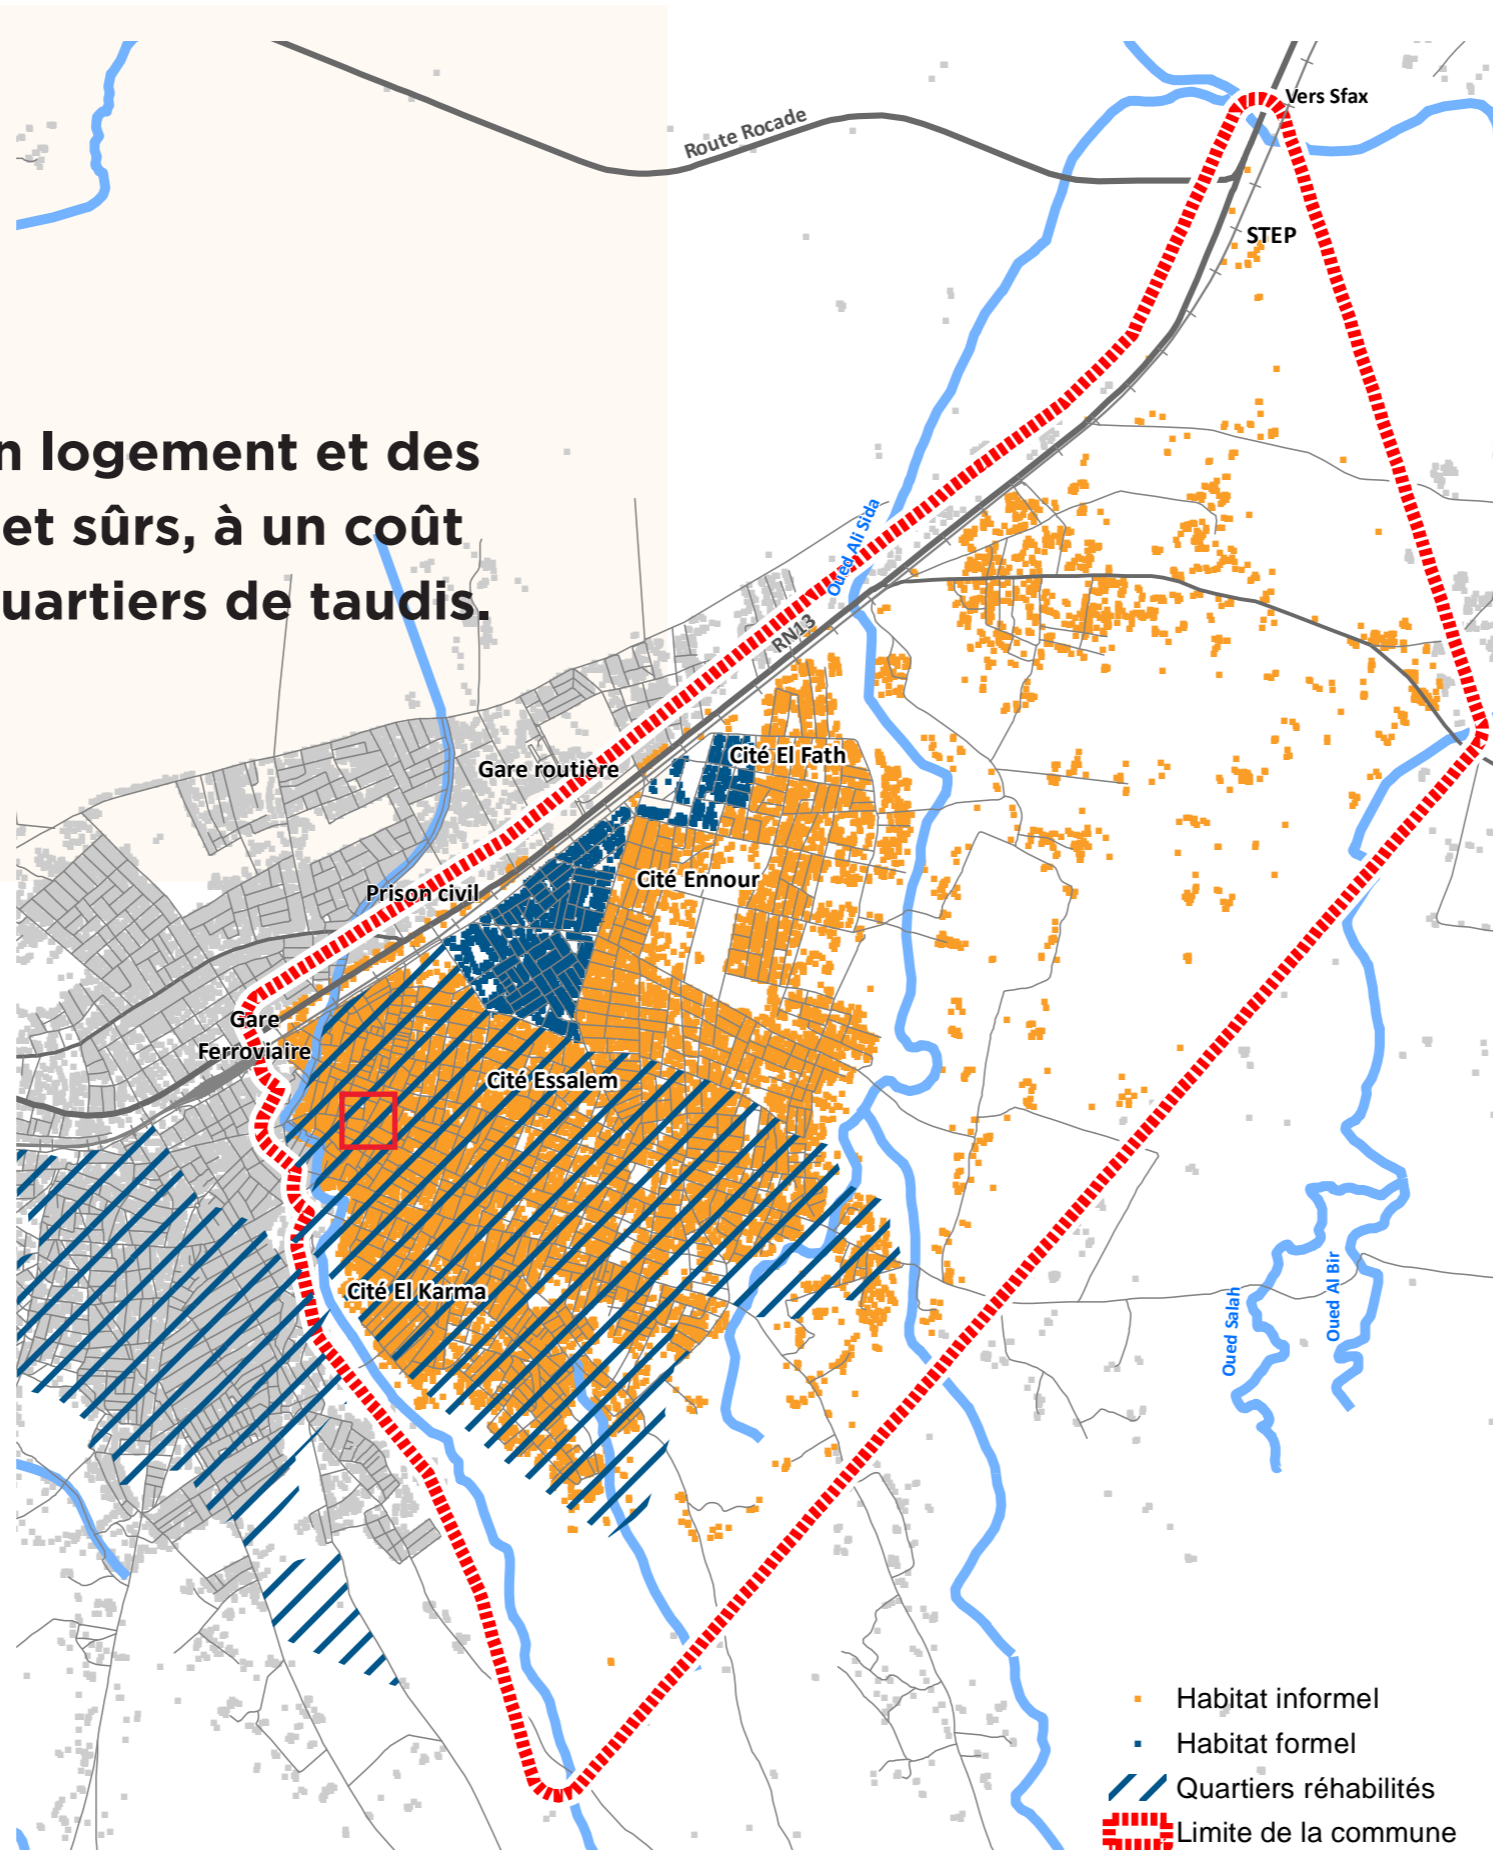 Vers Sfax
Route Rocade
STEP
n logement et des
et sûrs, à un coût
uartiers de taudis.
Oued Ali Sida
RN13
Cité El Fath
Gare routière
Cité Ennour
Prison civil
Gare
Ferroviaire
Cité Essalem
Cité El Karma
Oued Salah
Oued Al Bir
Habitat informel
Habitat formel
Quartiers réhabilités
Limite de la commune